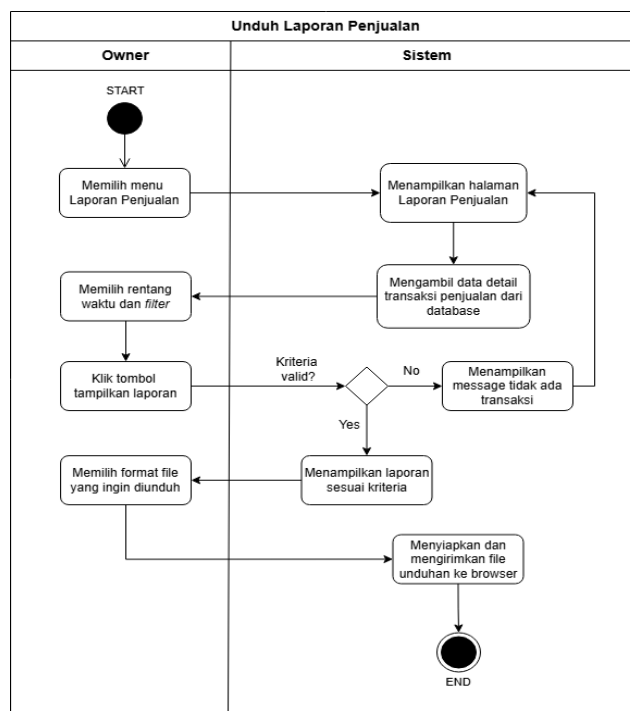 Unduh Laporan Penjualan
Owner
Sistem
START
Memilih menu
Laporan Penjualan
Menampilkan halaman
Laporan Penjualan
Mengambil data detail
transaksi penjualan dari
database
Memilih rentang
waktu dan filter
Klik tombol
tampilkan laporan
Kriteria
valid?
No
Menampilkan
message tidak ada
transaksi
Yes
Menampilkan laporan
sesuai kriteria
Memilih format file
yang ingin diunduh
Menyiapkan dan
mengirimkan file
unduhan ke browser
END